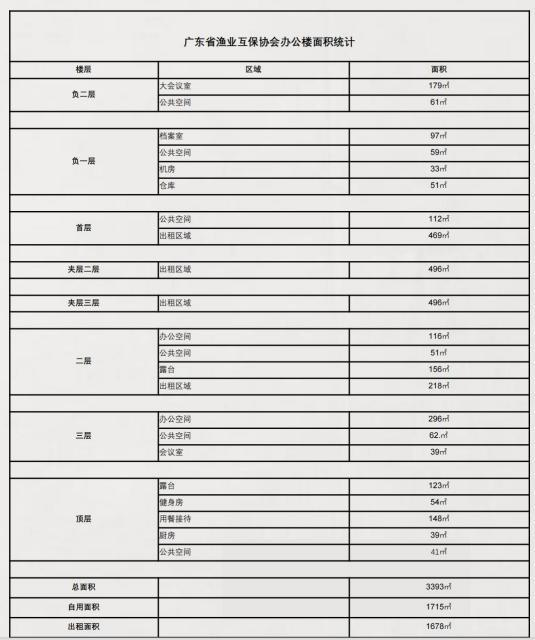 广东省渔业互保协会办公楼面积统计
楼层 区域 面积
负二层 大会议室 179㎡
公共空间 61㎡
负一层 档案室 97㎡
公共空间 59㎡
机房 33㎡
仓库 51㎡
首层 公共空间 112㎡
出租区域 469㎡
夹层二层 出租区域 496㎡
夹层三层 出租区域 496㎡
二层 办公空间 116㎡
公共空间 51㎡
露台 156㎡
出租区域 218㎡
三层 办公空间 296㎡
公共空间 62.㎡
会议室 39㎡
顶层 露台 123㎡
健身房 54㎡
用餐接待 148㎡
厨房 39㎡
公共空间 41㎡
总面积 3393㎡
自用面积 1715㎡
出租面积 1678㎡